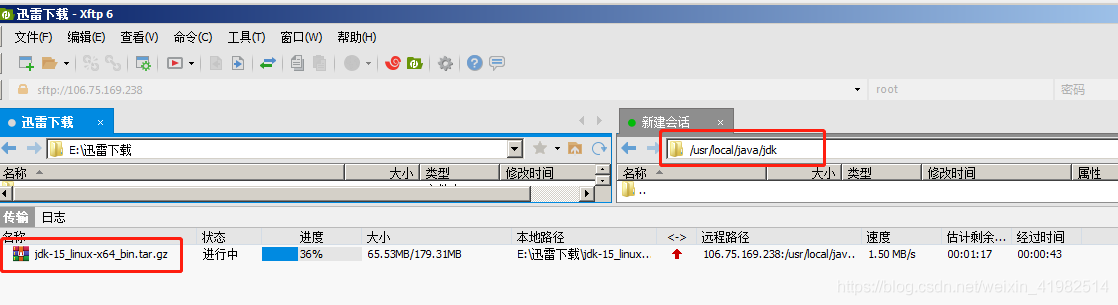 迅雷下载 - Xftp 6
文件(F) 编辑(E) 查看(V) 命令(C) 工具(T) 窗口(W) 帮助(H)
sftp://106.75.169.238 root 密码
迅雷下载 × 新建会话 ×
E:\迅雷下载 /usr/local/java/jdk
名称 大小 类型 修改时间 名称 大小 类型 修改时间 属性
..
传输 日志
名称 状态 进度 大小 本地路径 <-> 远程路径 速度 估计剩余... 经过时间
jdk-15_linux-x64_bin.tar.gz 进行中 36% 65.53MB/179.31MB E:\迅雷下载\jdk-15_linux... 106.75.169.238:/usr/local/jav... 1.50 MB/s 00:01:17 00:00:43
https://blog.csdn.net/weixin_41982514